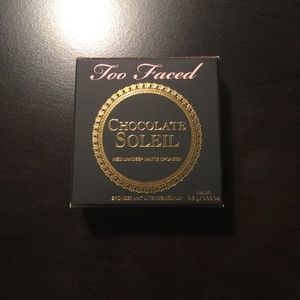 Too Faced
CHOCOLATE
SOLEIL
MEDIUM/DEEP MATTE BRONZER